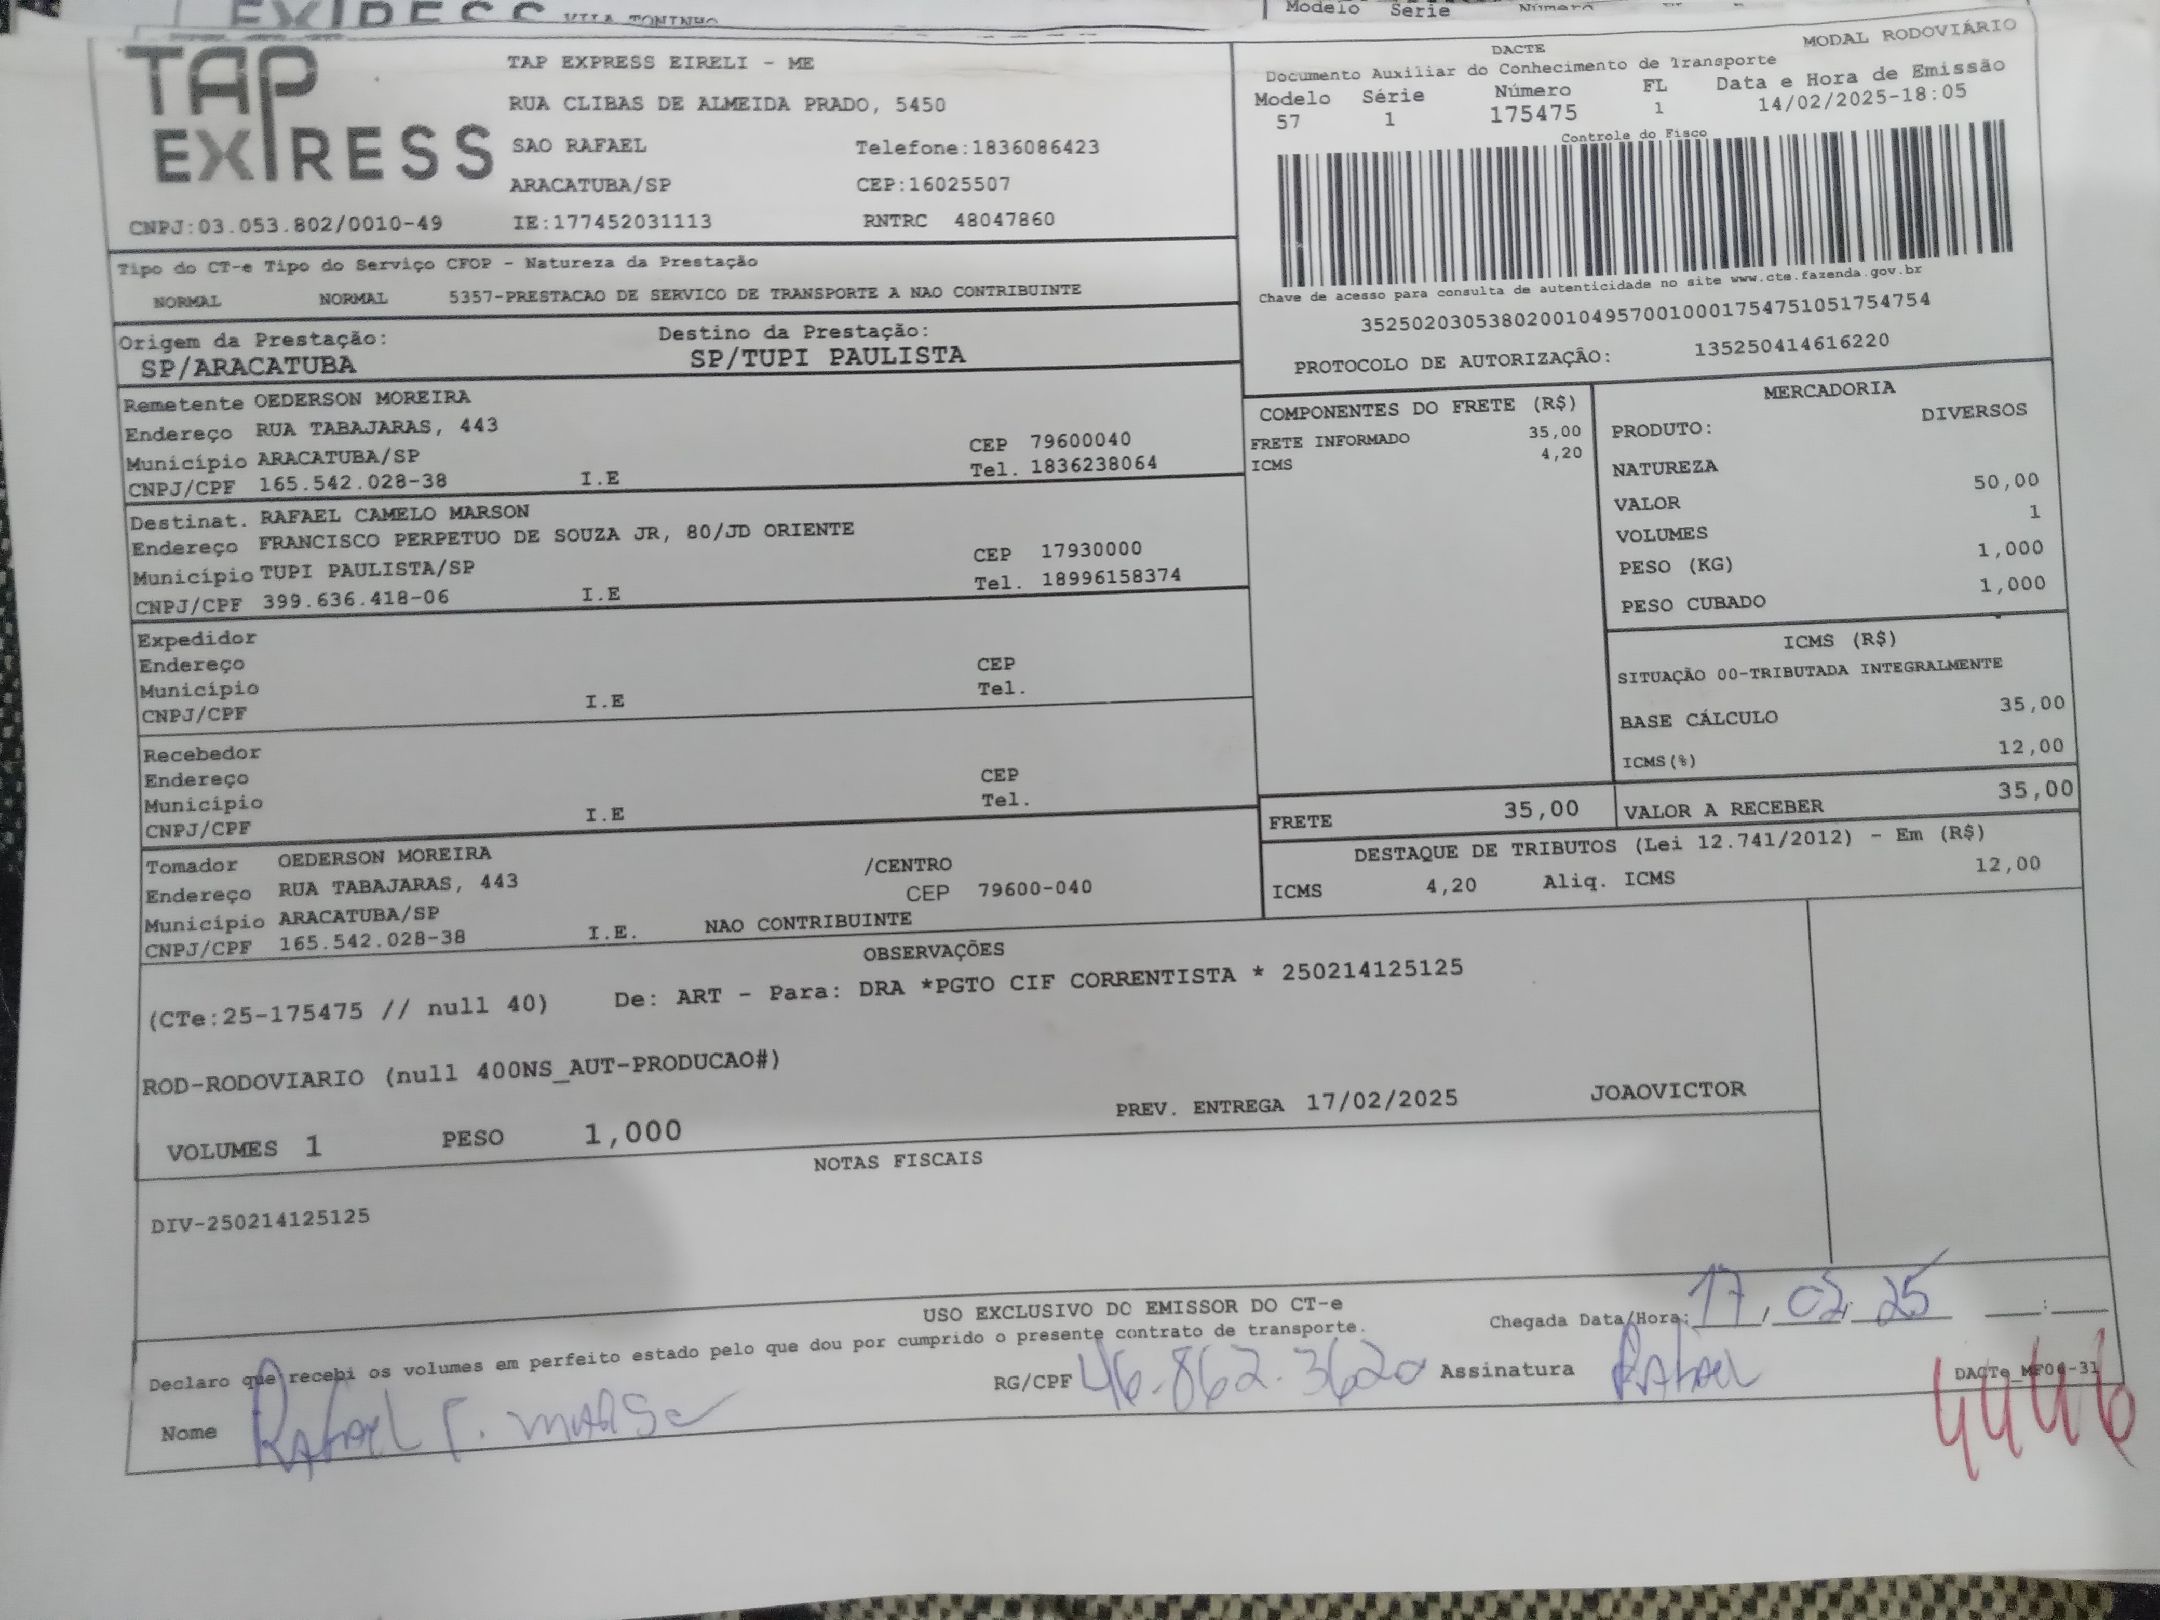 EXPRESS VILA TONINHO
Modelo Serie Número
TAP EXPRESS
TAP EXPRESS EIRELI - ME
RUA CLIBAS DE ALMEIDA PRADO, 5450
SAO RAFAEL Telefone:1836086423
ARACATUBA/SP CEP:16025507
CNPJ:03.053.802/0010-49 IE:177452031113 RNTRC 48047860
DACTE MODAL RODOVIÁRIO
Documento Auxiliar do Conhecimento de Transporte
Modelo Série Número FL Data e Hora de Emissão
57 1 175475 1 14/02/2025-18:05
Controle do Fisco
Chave de acesso para consulta de autenticidade no site www.cte.fazenda.gov.br
35250203053802001049570010001754751051754754
PROTOCOLO DE AUTORIZAÇÃO: 135250414616220
Tipo do CT-e Tipo do Serviço CFOP - Natureza da Prestação
NORMAL NORMAL 5357-PRESTACAO DE SERVICO DE TRANSPORTE A NAO CONTRIBUINTE
Origem da Prestação: Destino da Prestação:
SP/ARACATUBA SP/TUPI PAULISTA
Remetente OEDERSON MOREIRA
Endereço RUA TABAJARAS, 443 CEP 79600040
Município ARACATUBA/SP Tel. 1836238064
CNPJ/CPF 165.542.028-38 I.E
Destinat. RAFAEL CAMELO MARSON
Endereço FRANCISCO PERPETUO DE SOUZA JR, 80/JD ORIENTE CEP 17930000
Município TUPI PAULISTA/SP Tel. 18996158374
CNPJ/CPF 399.636.418-06 I.E
Expedidor
Endereço CEP
Município Tel.
CNPJ/CPF I.E
Recebedor
Endereço CEP
Município Tel.
CNPJ/CPF I.E
Tomador OEDERSON MOREIRA /CENTRO
Endereço RUA TABAJARAS, 443 CEP 79600-040
Município ARACATUBA/SP
CNPJ/CPF 165.542.028-38 I.E. NAO CONTRIBUINTE
COMPONENTES DO FRETE (R$)
FRETE INFORMADO 35,00
ICMS 4,20
MERCADORIA
PRODUTO: DIVERSOS
NATUREZA
VALOR 50,00
VOLUMES 1
PESO (KG) 1,000
PESO CUBADO 1,000
ICMS (R$)
SITUAÇÃO 00-TRIBUTADA INTEGRALMENTE
BASE CÁLCULO 35,00
ICMS(%) 12,00
FRETE 35,00 VALOR A RECEBER 35,00
DESTAQUE DE TRIBUTOS (Lei 12.741/2012) - Em (R$)
ICMS 4,20 Aliq. ICMS 12,00
OBSERVAÇÕES
(CTe:25-175475 // null 40) De: ART - Para: DRA *PGTO CIF CORRENTISTA * 250214125125
ROD-RODOVIARIO (null 400NS_AUT-PRODUCAO#)
VOLUMES 1 PESO 1,000 PREV. ENTREGA 17/02/2025 JOAOVICTOR
NOTAS FISCAIS
DIV-250214125125
USO EXCLUSIVO DO EMISSOR DO CT-e
Chegada Data/Hora: 17, 02, 25 :
Declaro que recebi os volumes em perfeito estado pelo que dou por cumprido o presente contrato de transporte.
Nome Rafael C. RG/CPF 46.862.3620 Assinatura Rafael DACTe_MF06-31
4446